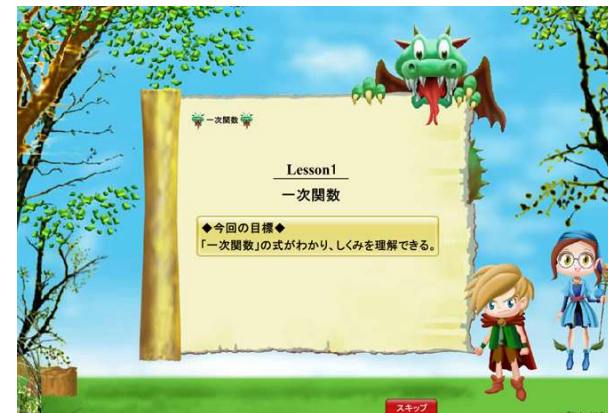 一次関数
Lesson1
一次関数
◆今回の目標◆
「一次関数」の式がわかり、しくみを理解できる。
スキップ